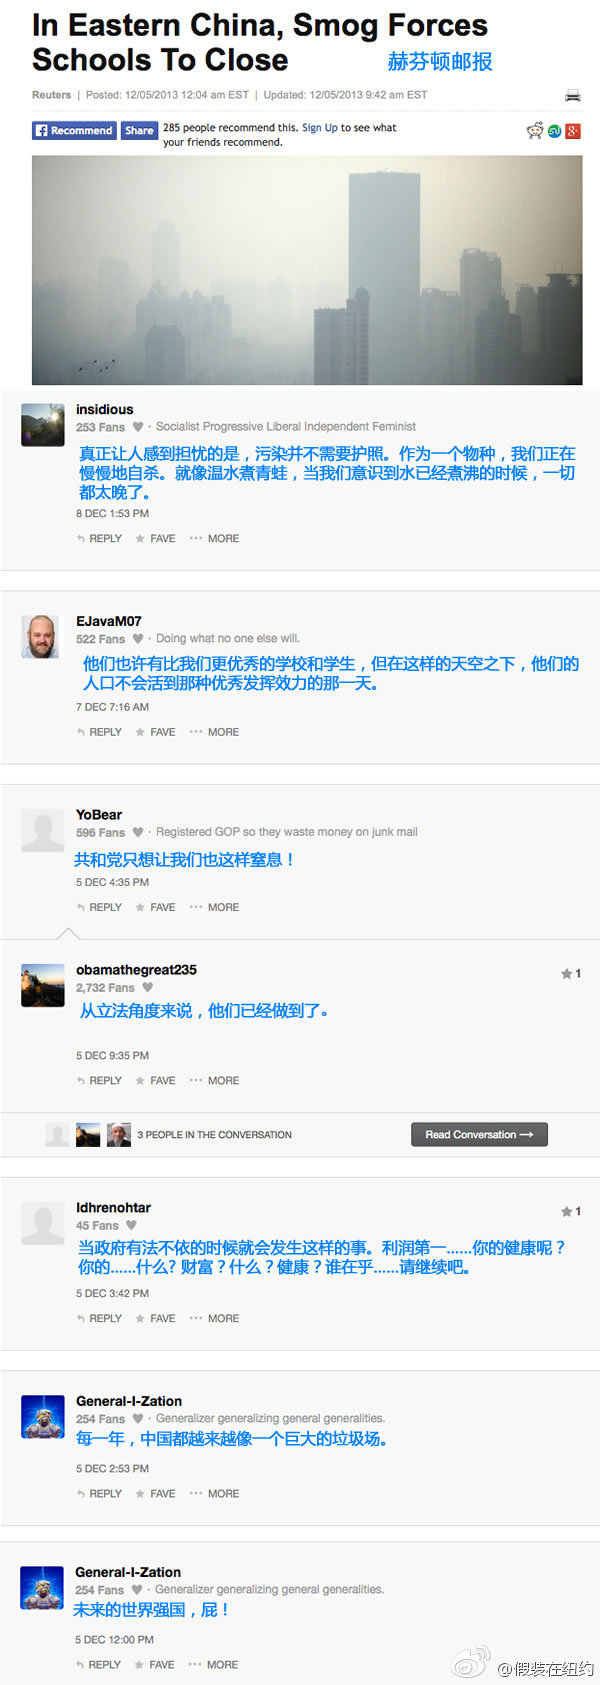 In Eastern China, Smog Forces
Schools To Close
赫芬顿邮报
Reuters | Posted: 12/05/2013 12:04 am EST | Updated: 12/05/2013 9:42 am EST
Recommend Share 285 people recommend this. Sign Up to see what
your friends recommend.
insidious
253 Fans · Socialist Progressive Liberal Independent Feminist
真正让人感到担忧的是，污染并不需要护照。作为一个物种，我们正在
慢慢地自杀。就像温水煮青蛙，当我们意识到水已经煮沸的时候，一切
都太晚了。
8 DEC 1:53 PM
REPLY FAVE MORE
EJavaM07
522 Fans · Doing what no one else will.
他们也许有比我们更优秀的学校和学生，但在这样的天空之下，他们的
人口不会活到那种优秀发挥效力的那一天。
7 DEC 7:16 AM
REPLY FAVE MORE
YoBear
596 Fans · Registered GOP so they waste money on junk mail
共和党只想让我们也这样窒息！
5 DEC 4:35 PM
REPLY FAVE MORE
obamathegreat235
1
2,732 Fans
从立法角度来说，他们已经做到了。
5 DEC 9:35 PM
REPLY FAVE MORE
3 PEOPLE IN THE CONVERSATION
Read Conversation
ldhrenohtar
1
45 Fans
当政府有法不依的时候就会发生这样的事。利润第一......你的健康呢？
你的......什么？财富？什么？健康？谁在乎......请继续吧。
5 DEC 3:42 PM
REPLY FAVE MORE
General-I-Zation
254 Fans · Generalizer generalizing general generalities.
每一年，中国都越来越像一个巨大的垃圾场。
5 DEC 2:53 PM
REPLY FAVE MORE
General-I-Zation
254 Fans · Generalizer generalizing general generalities.
未来的世界强国，屁！
5 DEC 12:00 PM
REPLY FAVE MORE
@假装在纽约